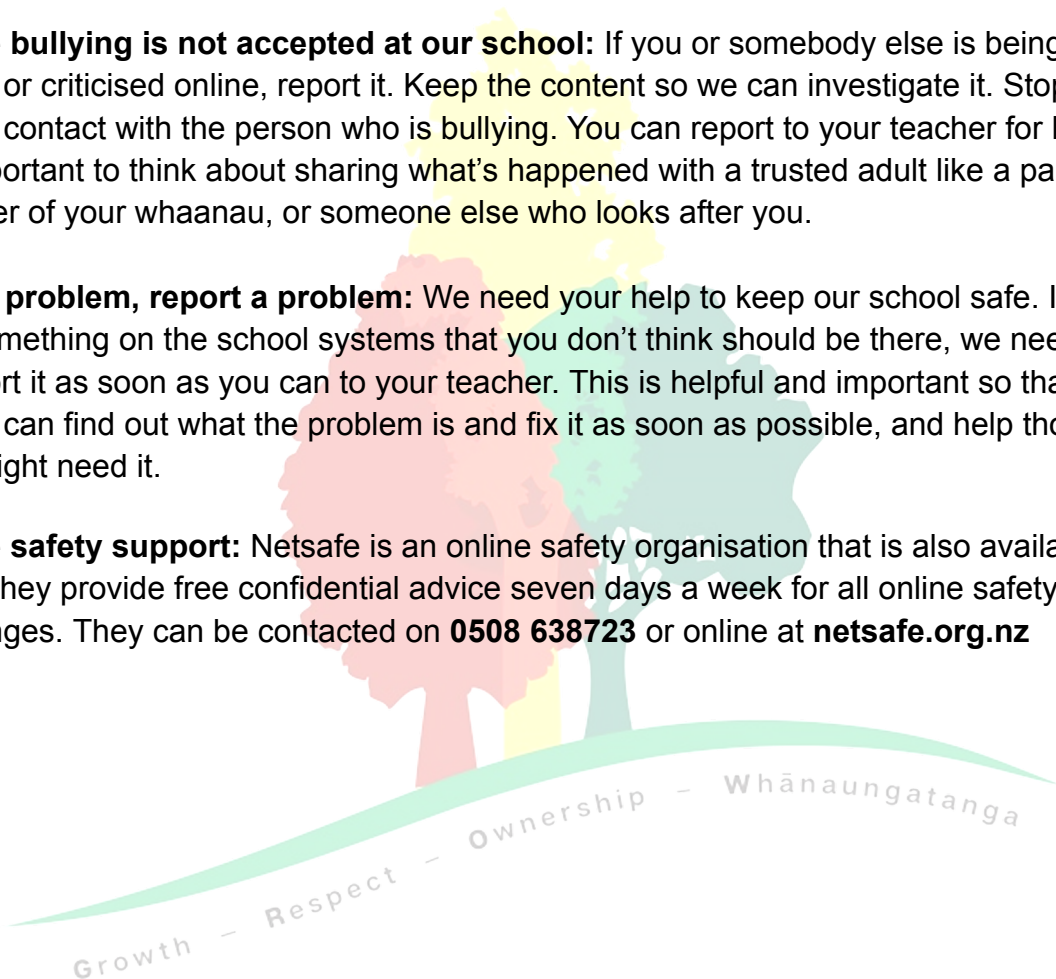 bullying is not accepted at our school: If you or somebody else is being
or criticised online, report it. Keep the content so we can investigate it. Stop
contact with the person who is bullying. You can report to your teacher for
portant to think about sharing what's happened with a trusted adult like a pa
er of your whaanau, or someone else who looks after you.
problem, report a problem: We need your help to keep our school safe. I
mething on the school systems that you don't think should be there, we nee
rt it as soon as you can to your teacher. This is helpful and important so tha
can find out what the problem is and fix it as soon as possible, and help tho
ight need it.
safety support: Netsafe is an online safety organisation that is also availa
hey provide free confidential advice seven days a week for all online safety
nges. They can be contacted on 0508 638723 or online at netsafe.org.nz
Growth – Respect – Ownership – Whānaungatanga